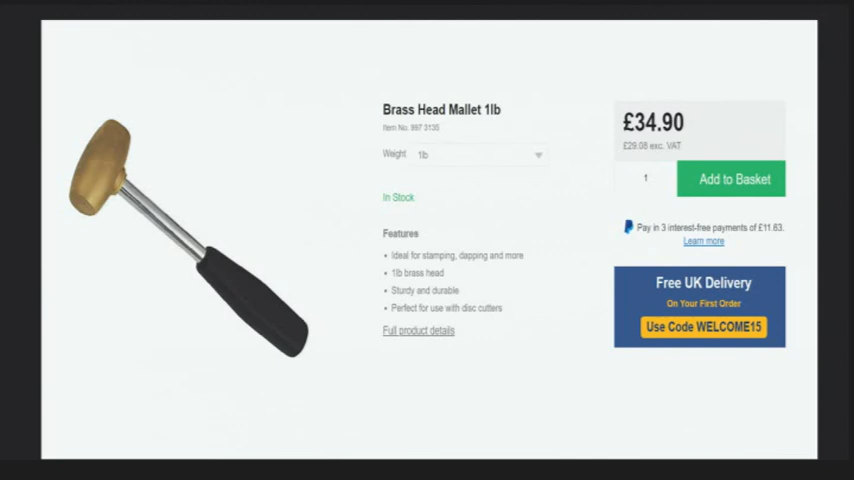 Brass Head Mallet 1lb
Item No: 997 3135
Weight 1lb
In Stock
Features
• Ideal for stamping, dapping and more
• 1lb brass head
• Sturdy and durable
• Perfect for use with disc cutters
Full product details
£34.90
£29.08 exc. VAT
1 Add to Basket
Pay in 3 interest-free payments of £11.63.
Learn more
Free UK Delivery
On Your First Order
Use Code WELCOME15